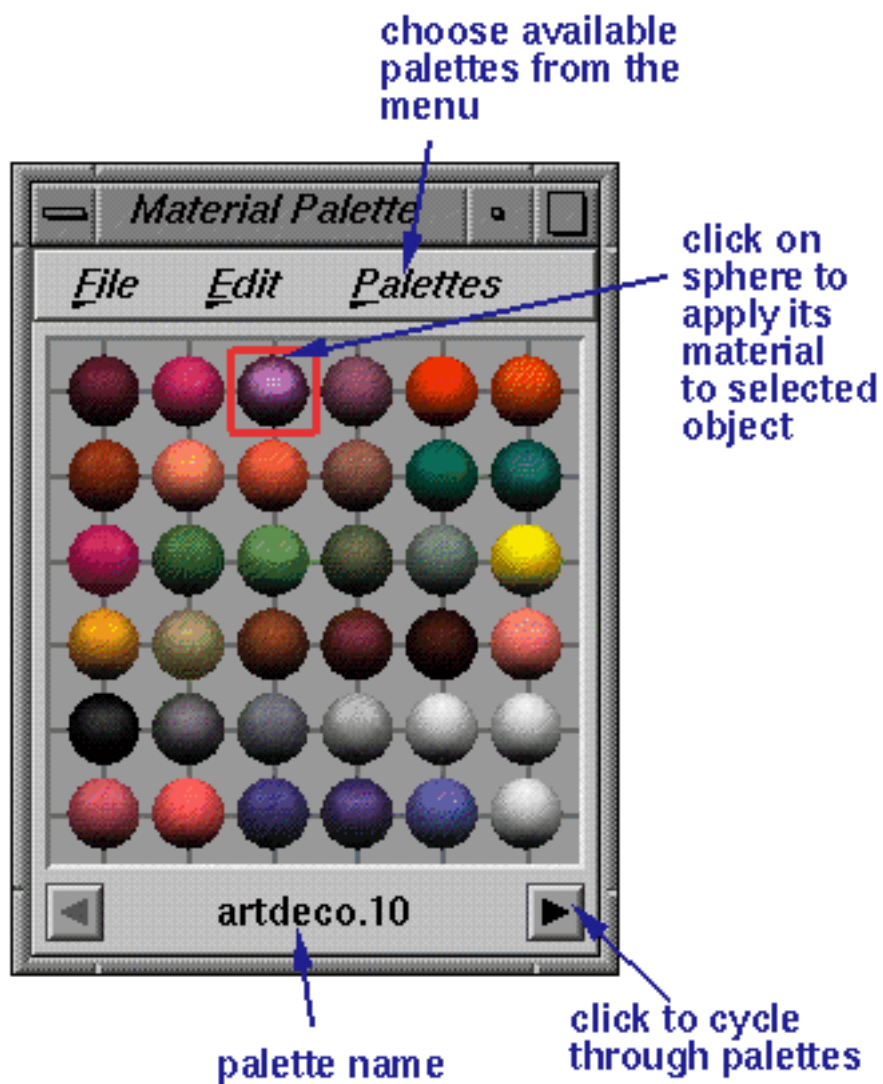 choose available
palettes from the
menu
Material Palette
File Edit Palettes
click on
sphere to
apply its
material
to selected
object
artdeco.10
palette name
click to cycle
through palettes